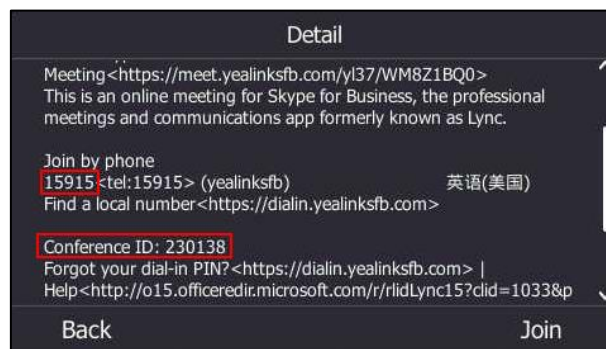 Detail
Meeting<https://meet.yealinksfb.com/yl37/WM8Z1BQ0>
This is an online meeting for Skype for Business, the professional
meetings and communications app formerly known as Lync.
Join by phone
15915<tel:15915> (yealinksfb) 英语(美国)
Find a local number<https://dialin.yealinksfb.com>
Conference ID: 230138
Forgot your dial-in PIN?<https://dialin.yealinksfb.com> |
Help<http://o15.officeredir.microsoft.com/r/rlidLync15?clid=1033&p
Back Join